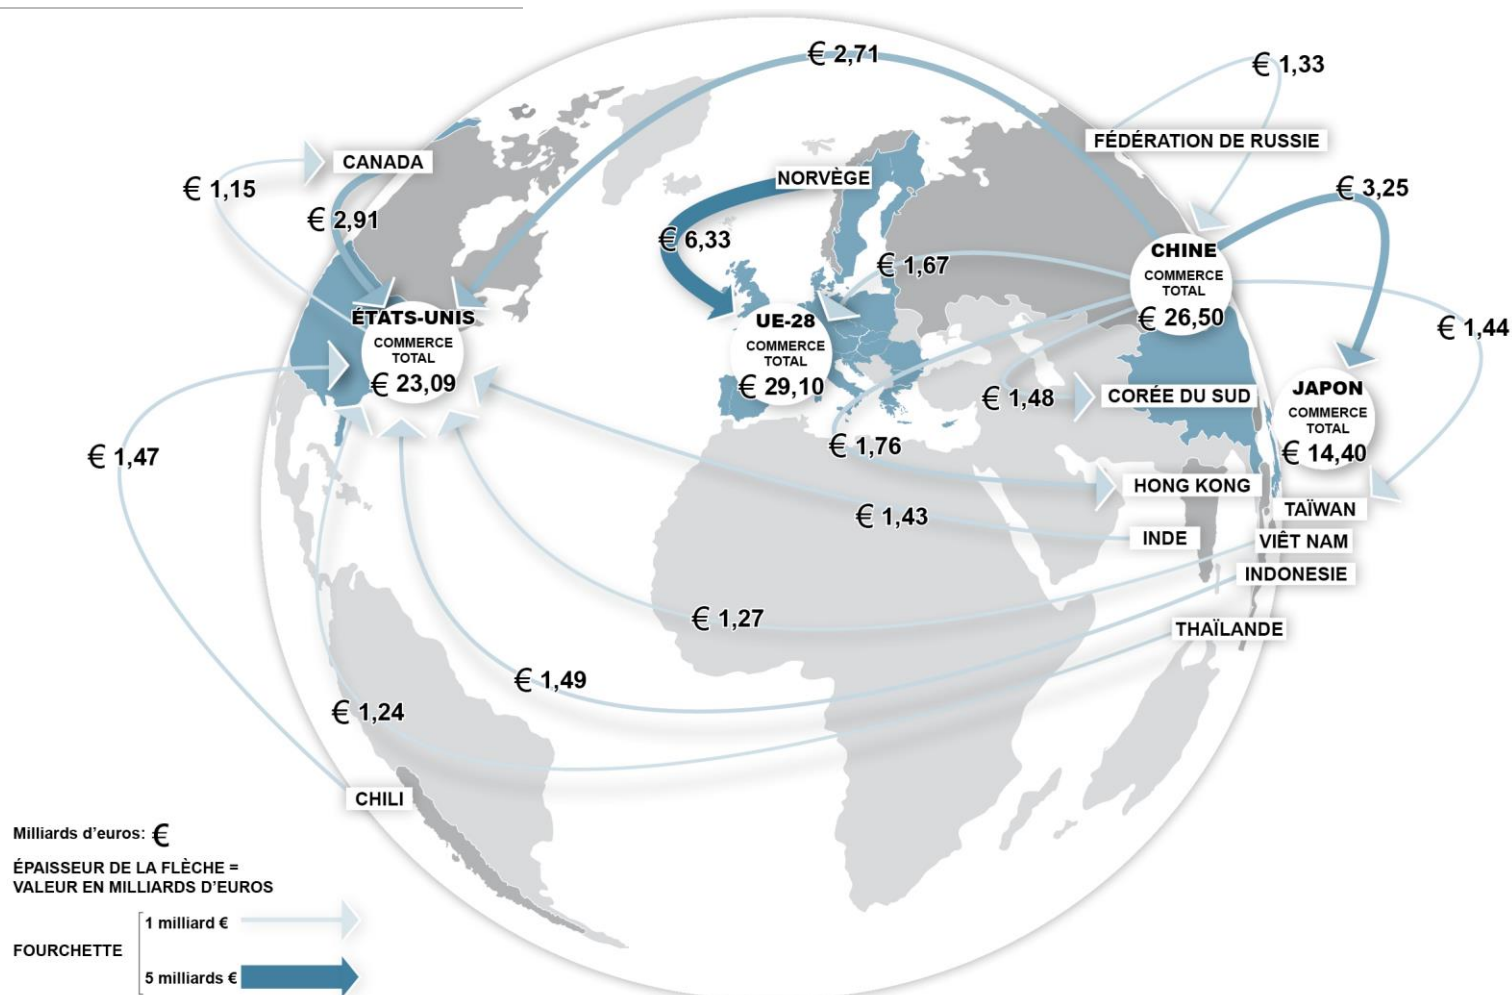 € 2,71
€ 1,33
FÉDÉRATION DE RUSSIE
CANADA
NORVÈGE
€ 1,15
€ 3,25
€ 2,91
€ 6,33
€ 1,67
CHINE
COMMERCE
TOTAL
€ 26,50
ÉTATS-UNIS
COMMERCE
TOTAL
€ 23,09
UE-28
COMMERCE
TOTAL
€ 29,10
€ 1,44
€ 1,48
CORÉE DU SUD
JAPON
COMMERCE
TOTAL
€ 14,40
€ 1,47
€ 1,76
HONG KONG
TAÏWAN
€ 1,43
INDE
VIÊT NAM
INDONESIE
€ 1,27
THAÏLANDE
€ 1,49
€ 1,24
CHILI
Milliards d'euros: €
ÉPAISSEUR DE LA FLÈCHE =
VALEUR EN MILLIARDS D'EUROS
1 milliard €
FOURCHETTE
5 milliards €